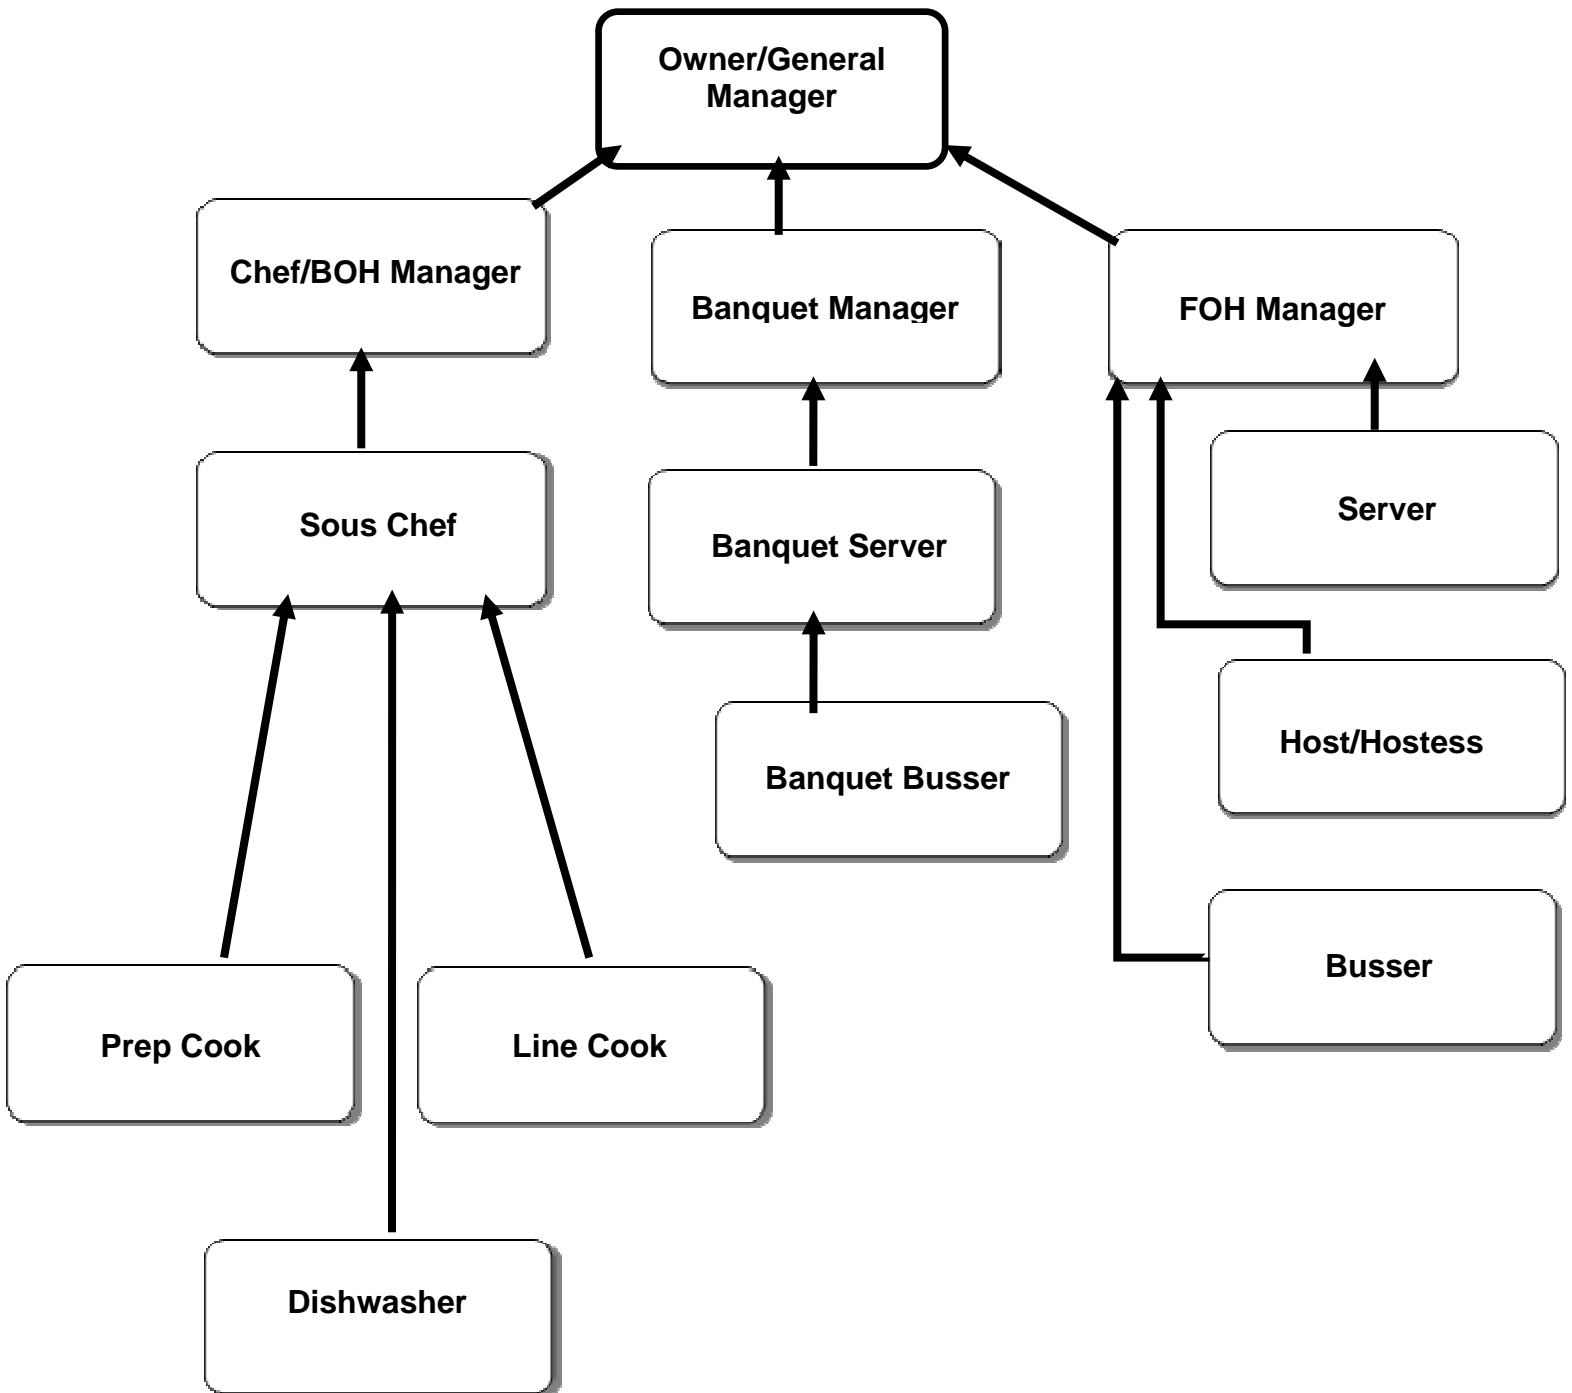 Owner/General
Manager
Chef/BOH Manager
Banquet Manager
FOH Manager
Sous Chef
Banquet Server
Server
Banquet Busser
Host/Hostess
Busser
Prep Cook
Line Cook
Dishwasher